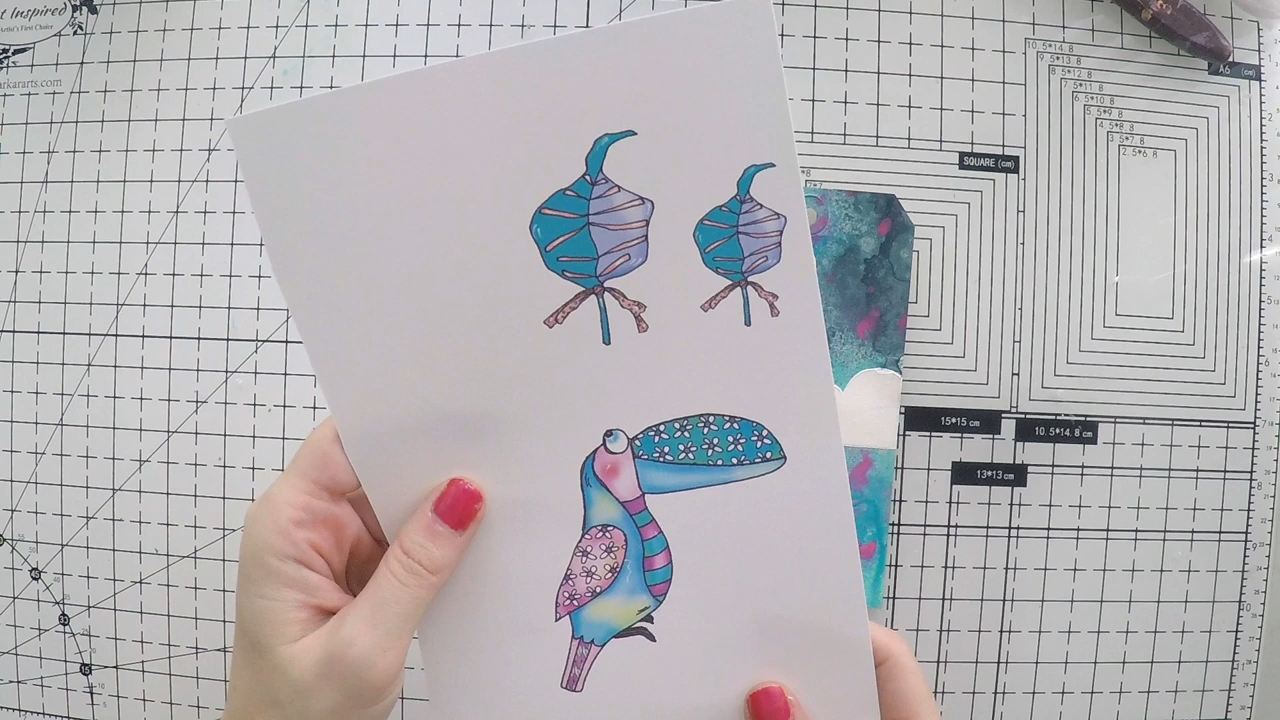 t Inspired
Artist's First Choice
arkararts.com
10.5*14.8
9.5*13.8
8.5*12.8
7.5*11.8
6.5*10.8
5.5*9.8
4.5*8.8
3.5*7.8
2.5*6.8
A6 (cm)
SQUARE (cm)
15*15 cm
10.5*14.8 cm
13*13 cm